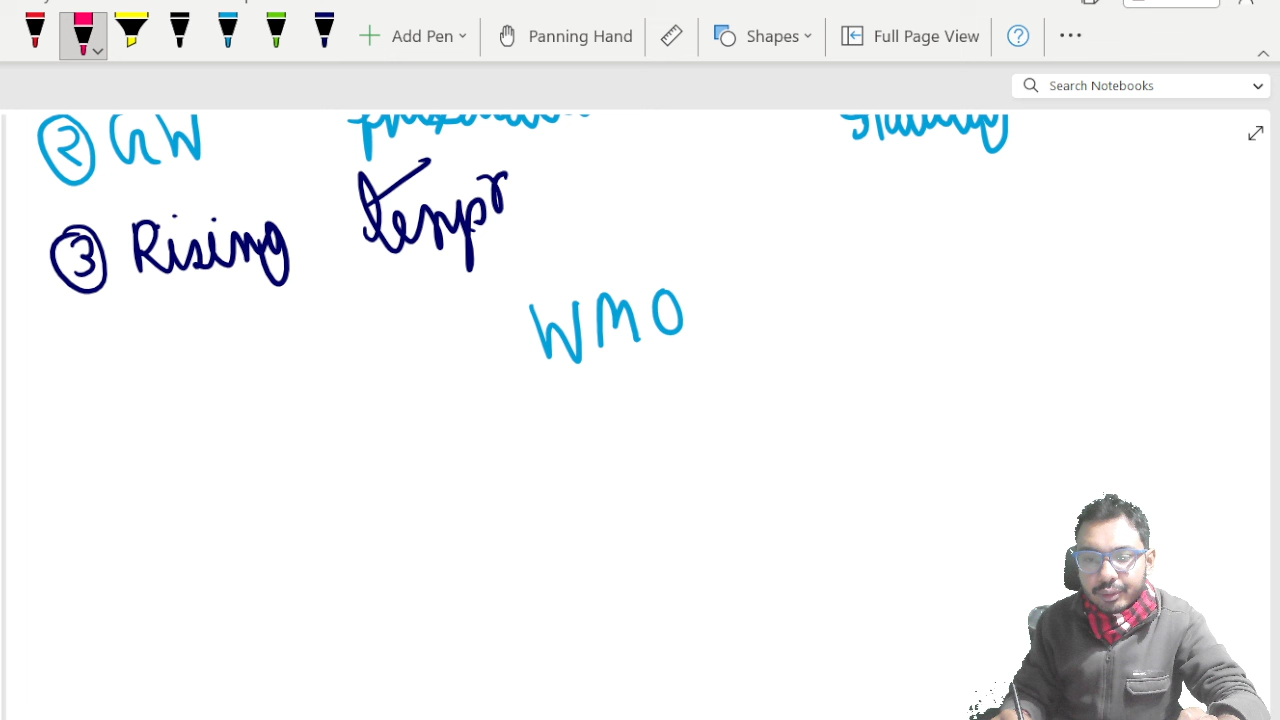 Add Pen Panning Hand Shapes Full Page View
Search Notebooks
② GW
③ Rising tempr
WMO